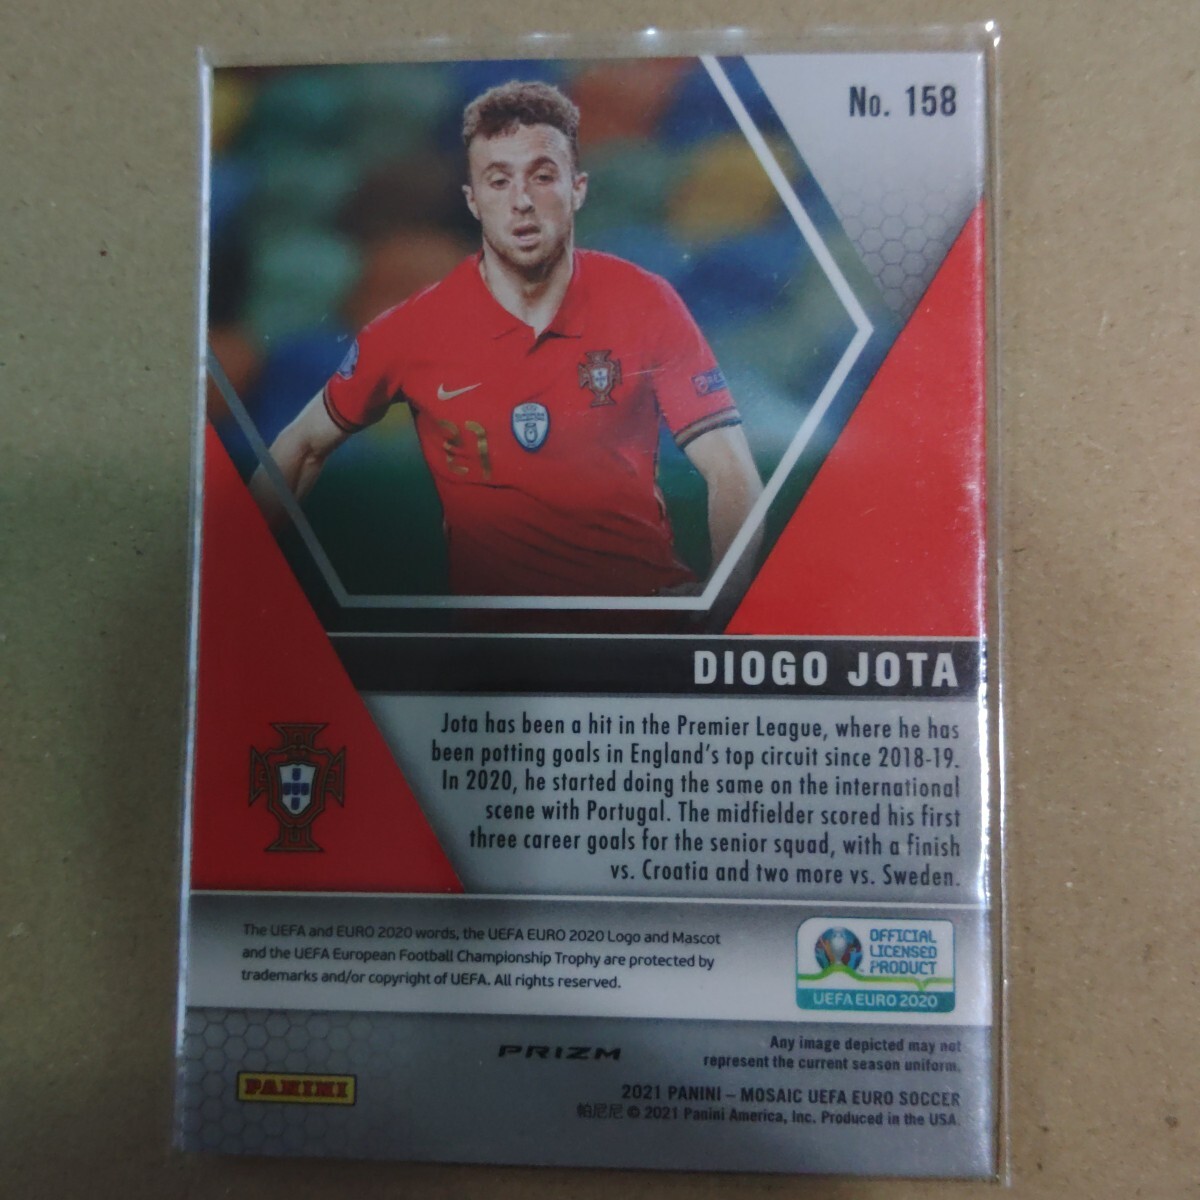 No. 158
21
DIOGO JOTA
Jota has been a hit in the Premier League, where he has
been potting goals in England's top circuit since 2018-19.
In 2020, he started doing the same on the international
scene with Portugal. The midfielder scored his first
three career goals for the senior squad, with a finish
vs. Croatia and two more vs. Sweden.
The UEFA and EURO 2020 words, the UEFA EURO 2020 Logo and Mascot
and the UEFA European Football Championship Trophy are protected by
trademarks and/or copyright of UEFA. All rights reserved.
OFFICIAL
LICENSED
PRODUCT
UEFA EURO 2020
Any image depicted may not
represent the current season uniform.
PRIZM
PANINI
2021 PANINI – MOSAIC UEFA EURO SOCCER
帕尼尼 © 2021 Panini America, Inc. Produced in the USA.